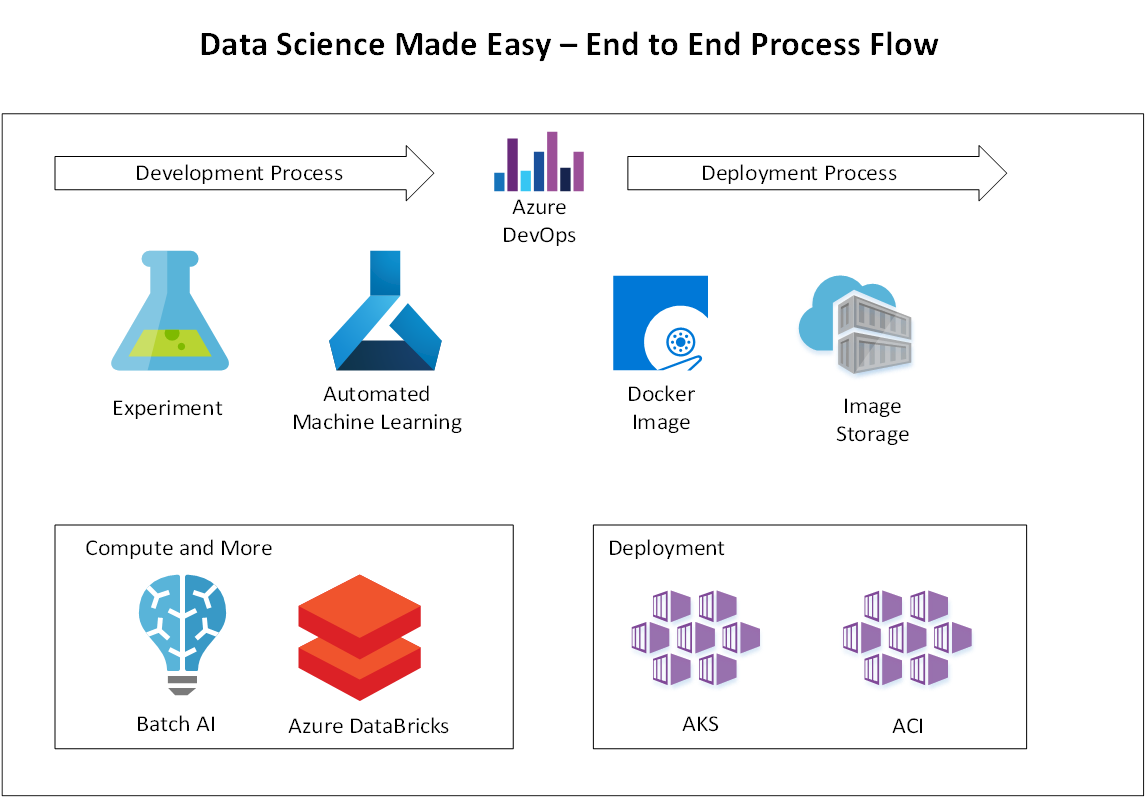 Data Science Made Easy – End to End Process Flow
Development Process
Azure
DevOps
Deployment Process
Experiment
Automated
Machine Learning
Docker
Image
Image
Storage
Compute and More
Batch AI
Azure DataBricks
Deployment
AKS
ACI